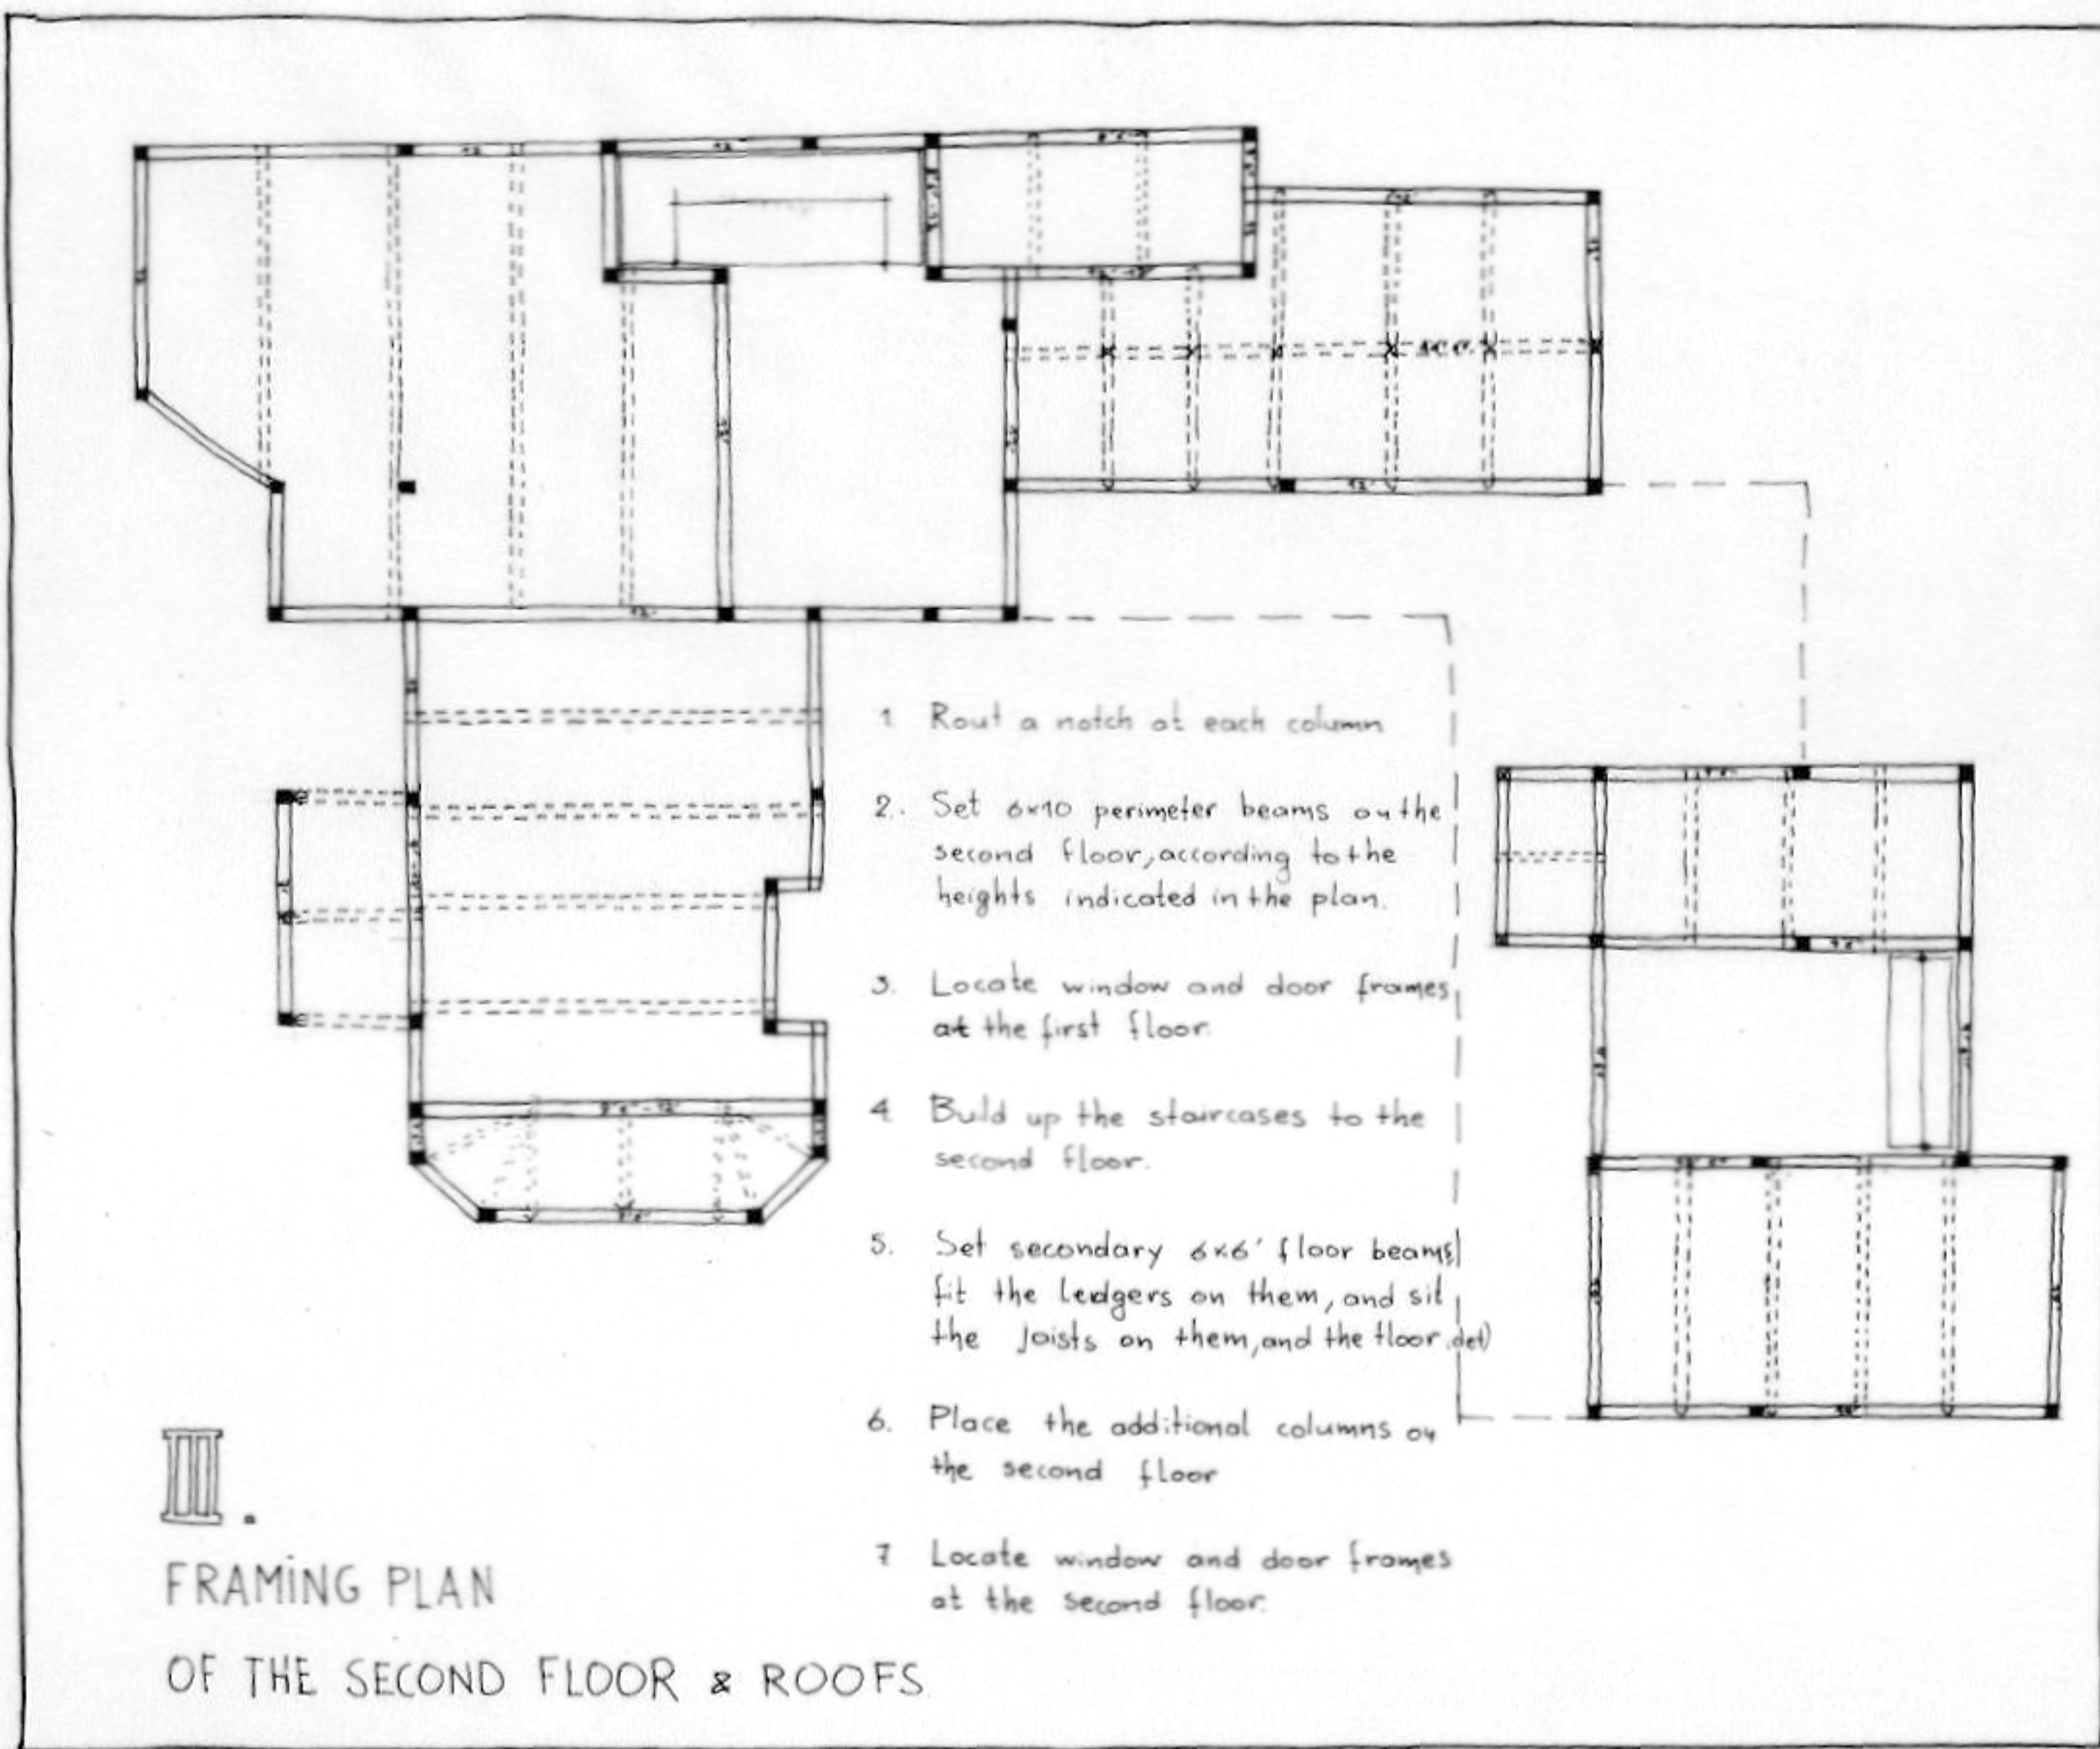 1 Rout a notch at each column
2. Set 6x10 perimeter beams on the
second floor, according to the
heights indicated in the plan.
3. Locate window and door frames
at the first floor.
4 Build up the staircases to the
second floor.
5. Set secondary 6x6' floor beams
fit the ledgers on them, and sit
the joists on them, and the floor det)
6. Place the additional columns on
the second floor
7 Locate window and door frames
at the second floor.
III.
FRAMING PLAN
OF THE SECOND FLOOR & ROOFS